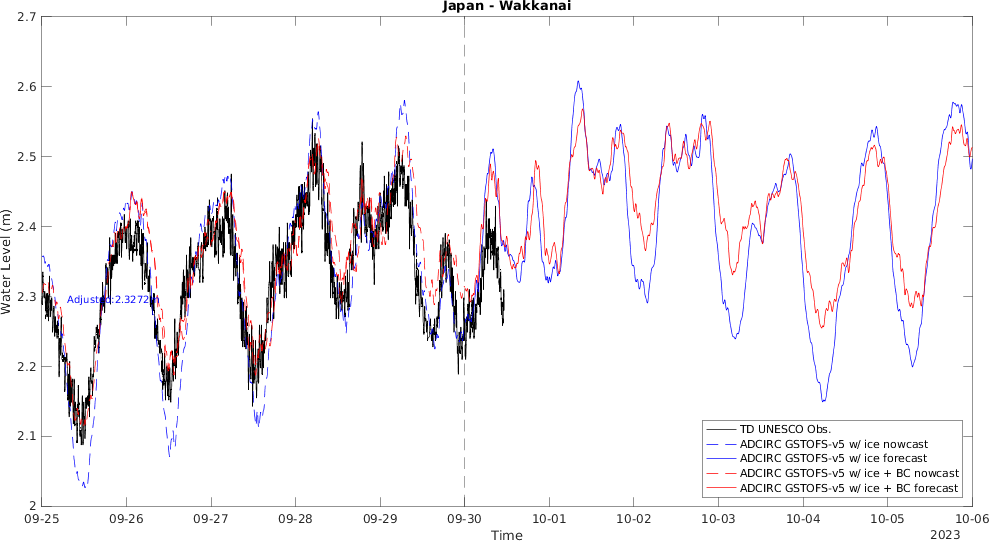 Japan - Wakkanai
2.7
2.6
2.5
2.4
2.3
2.2
2.1
2
Water Level (m)
Adjusted:2.3272
TD UNESCO Obs.
ADCIRC GSTOFS-v5 w/ ice nowcast
ADCIRC GSTOFS-v5 w/ ice forecast
ADCIRC GSTOFS-v5 w/ ice + BC nowcast
ADCIRC GSTOFS-v5 w/ ice + BC forecast
09-25 09-26 09-27 09-28 09-29 09-30 10-01 10-02 10-03 10-04 10-05 10-06
Time
2023